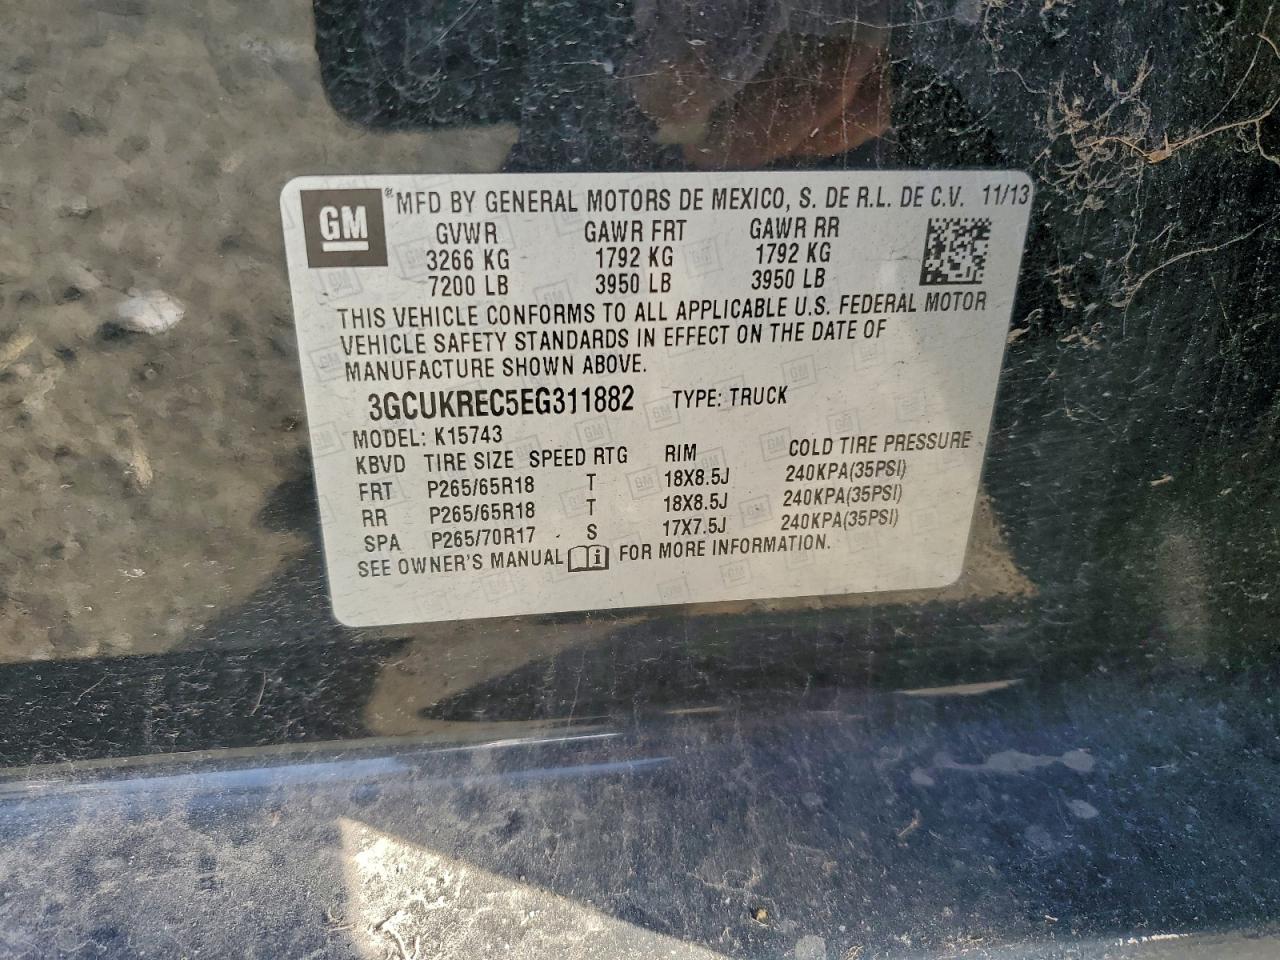 GM ® MFD BY GENERAL MOTORS DE MEXICO, S. DE R.L. DE C.V. 11/13
GVWR GAWR FRT GAWR RR
3266 KG 1792 KG 1792 KG
7200 LB 3950 LB 3950 LB
THIS VEHICLE CONFORMS TO ALL APPLICABLE U.S. FEDERAL MOTOR
VEHICLE SAFETY STANDARDS IN EFFECT ON THE DATE OF
MANUFACTURE SHOWN ABOVE.
3GCUKREC5EG311882 TYPE: TRUCK
MODEL: K15743
KBVD TIRE SIZE SPEED RTG RIM COLD TIRE PRESSURE
FRT P265/65R18 T 18X8.5J 240KPA(35PSI)
RR P265/65R18 T 18X8.5J 240KPA(35PSI)
SPA P265/70R17 S 17X7.5J 240KPA(35PSI)
SEE OWNER'S MANUAL i FOR MORE INFORMATION.